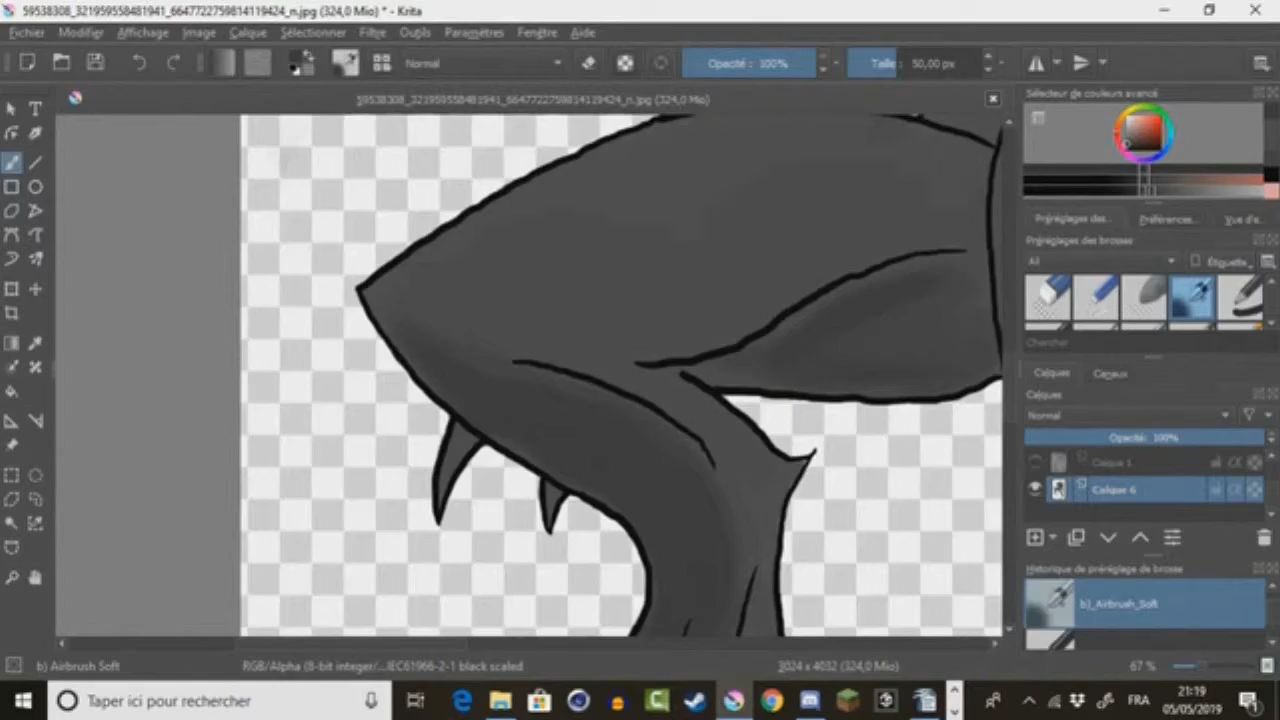 59538308_321959558481941_6647722759814119424_n.jpg (324,0 Mio) * - Krita
Fichier Modifier Affichage Image Calque Sélectionner Filtre Outils Paramètres Fenêtre Aide
Normal Opacité : 100% Taille : 50,00 px
59538308_321959558481941_6647722759814119424_n.jpg (324,0 Mio)
Sélecteur de couleurs avancé
Préréglages des... Préférences... Vue d'e...
Préréglages des brosses
All Étiquette
Chercher
Calques Canaux
Calques
Normal
Opacité: 100%
Calque 1
Calque 6
Historique de préréglage de brosse
b)_Airbrush_Soft
b) Airbrush Soft RGB/Alpha (8-bit integer/...IEC61966-2-1 black scaled 3024 x 4032 (324,0 Mio) 67 %
Taper ici pour rechercher FRA 21:19
05/05/2019